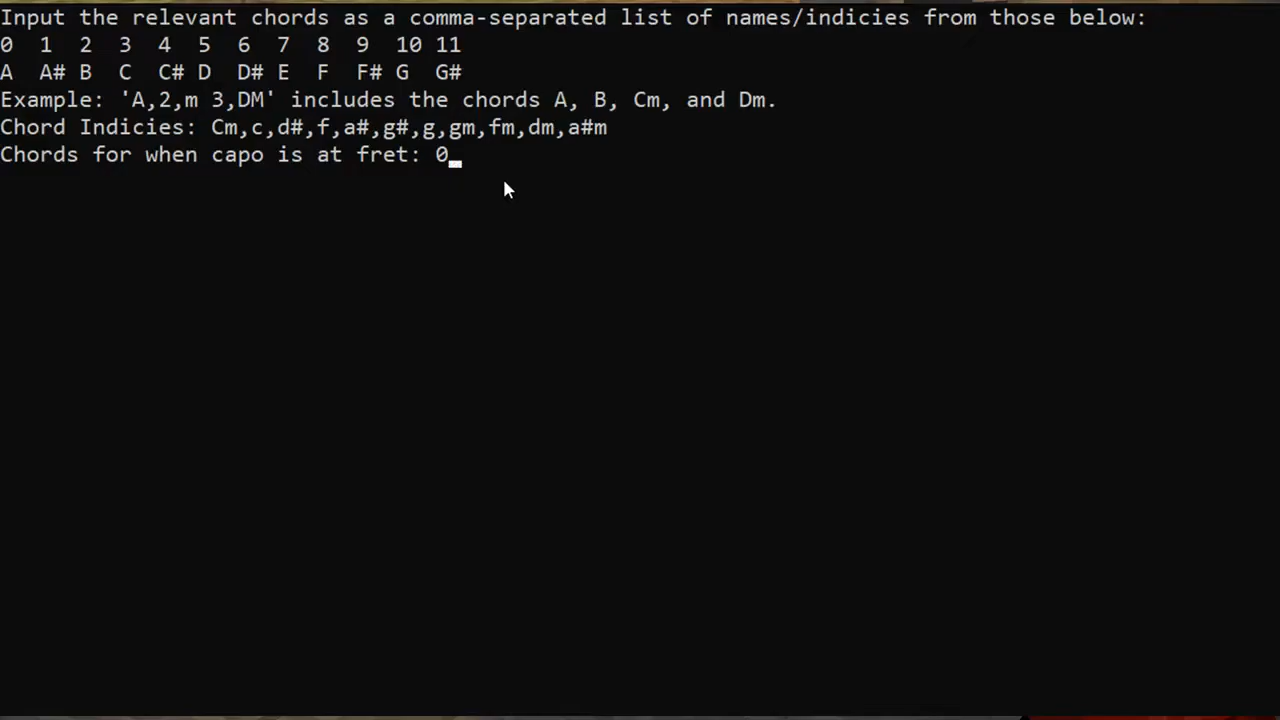 Input the relevant chords as a comma-separated list of names/indicies from those below:
0 1 2 3 4 5 6 7 8 9 10 11
A A# B C C# D D# E F F# G G#
Example: 'A,2,m 3,DM' includes the chords A, B, Cm, and Dm.
Chord Indicies: Cm,c,d#,f,a#,g#,g,gm,fm,dm,a#m
Chords for when capo is at fret: 0